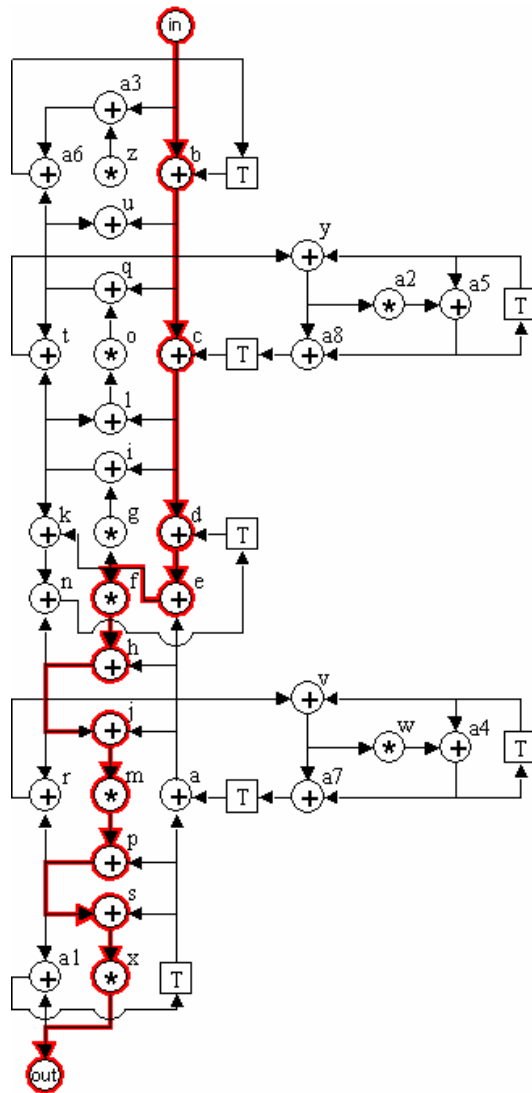 in
a3
+
a6
z
b
+
*
+
T
u
+
y
q
+
+
a2
a5
t
o
c
*
+
T
+
*
+
T
a8
+
l
+
i
+
k
g
d
+
*
+
T
n
f
e
+
*
+
h
+
v
j
+
+
w
a4
r
m
a
*
+
T
+
*
+
T
a7
+
p
+
s
+
a1
x
+
*
T
out